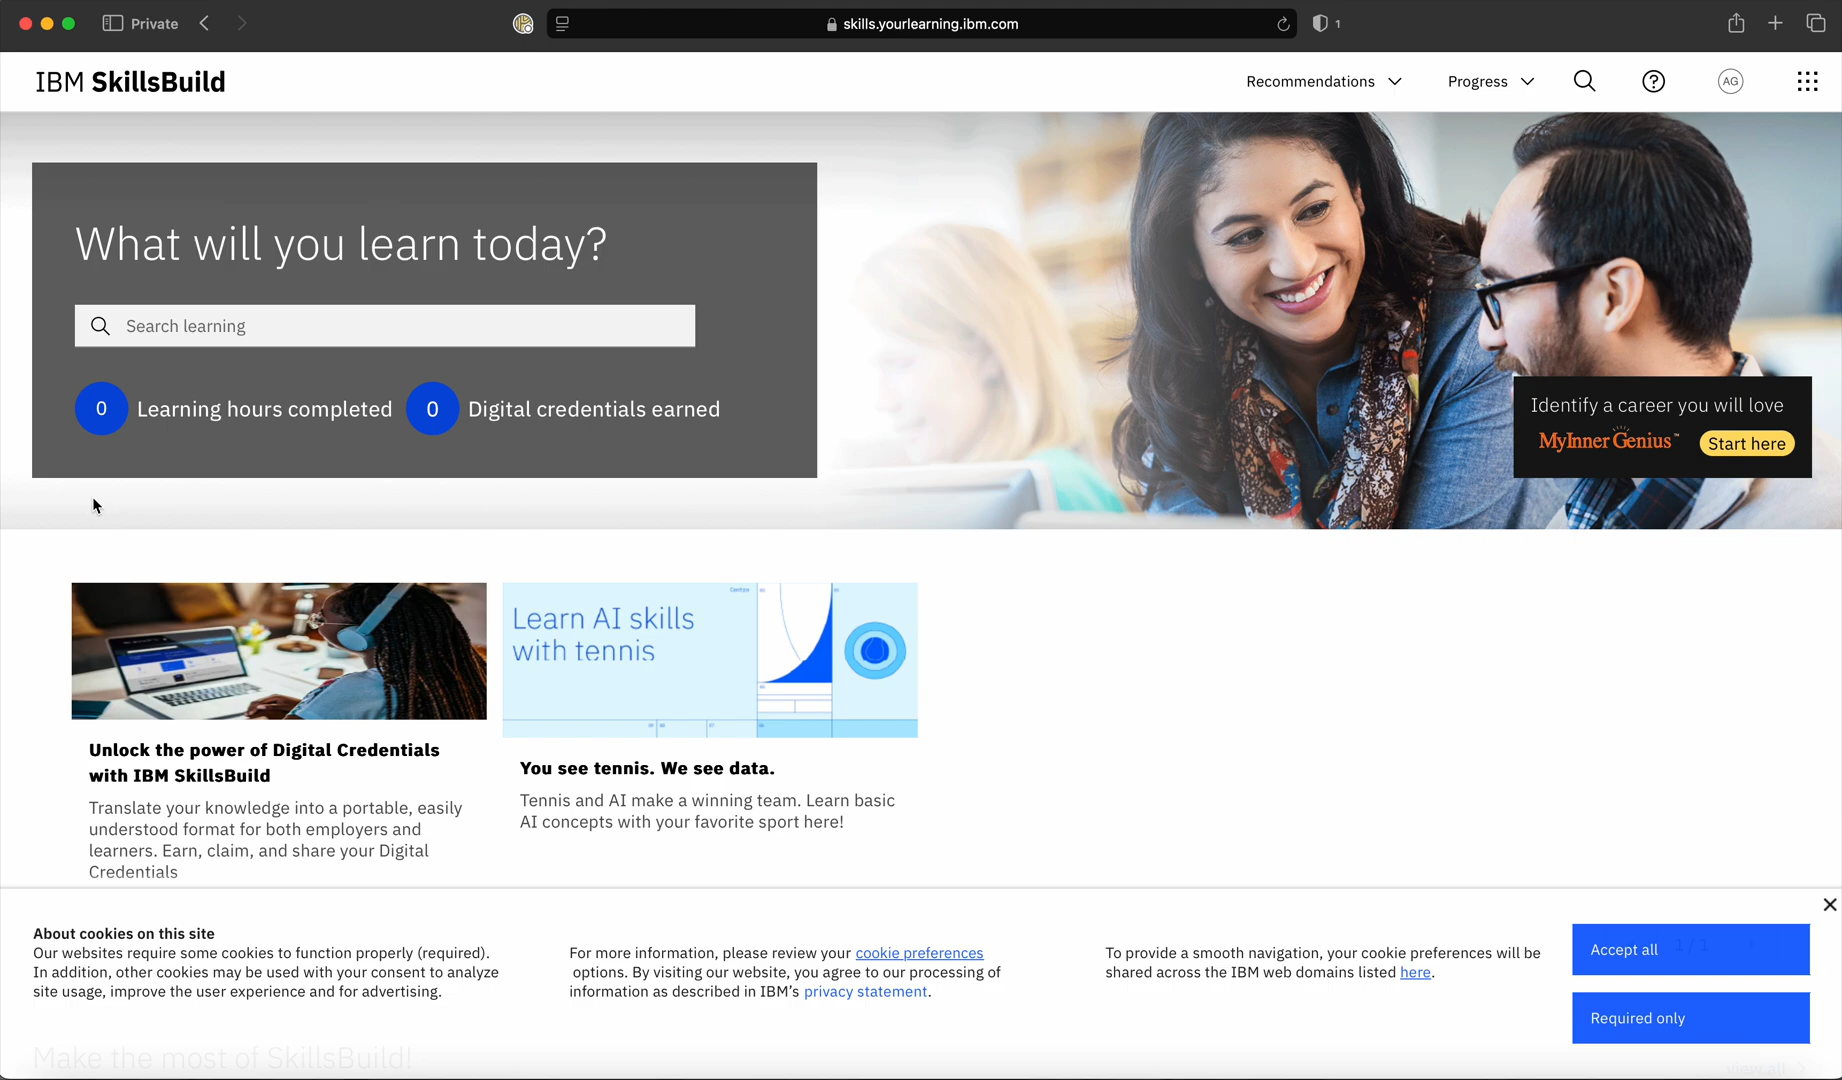 Private
skills.yourlearning.ibm.com
1
IBM SkillsBuild
Recommendations
Progress
AG
What will you learn today?
Search learning
0 Learning hours completed
0 Digital credentials earned
Identify a career you will love
MyInner Genius™
Start here
Learn AI skills
with tennis
Unlock the power of Digital Credentials
with IBM SkillsBuild
Translate your knowledge into a portable, easily
understood format for both employers and
learners. Earn, claim, and share your Digital
Credentials
You see tennis. We see data.
Tennis and AI make a winning team. Learn basic
AI concepts with your favorite sport here!
About cookies on this site
Our websites require some cookies to function properly (required).
In addition, other cookies may be used with your consent to analyze
site usage, improve the user experience and for advertising.
For more information, please review your cookie preferences
options. By visiting our website, you agree to our processing of
information as described in IBM’s privacy statement.
To provide a smooth navigation, your cookie preferences will be
shared across the IBM web domains listed here.
Accept all
1 / 1
Required only
Make the most of SkillsBuild!
view all